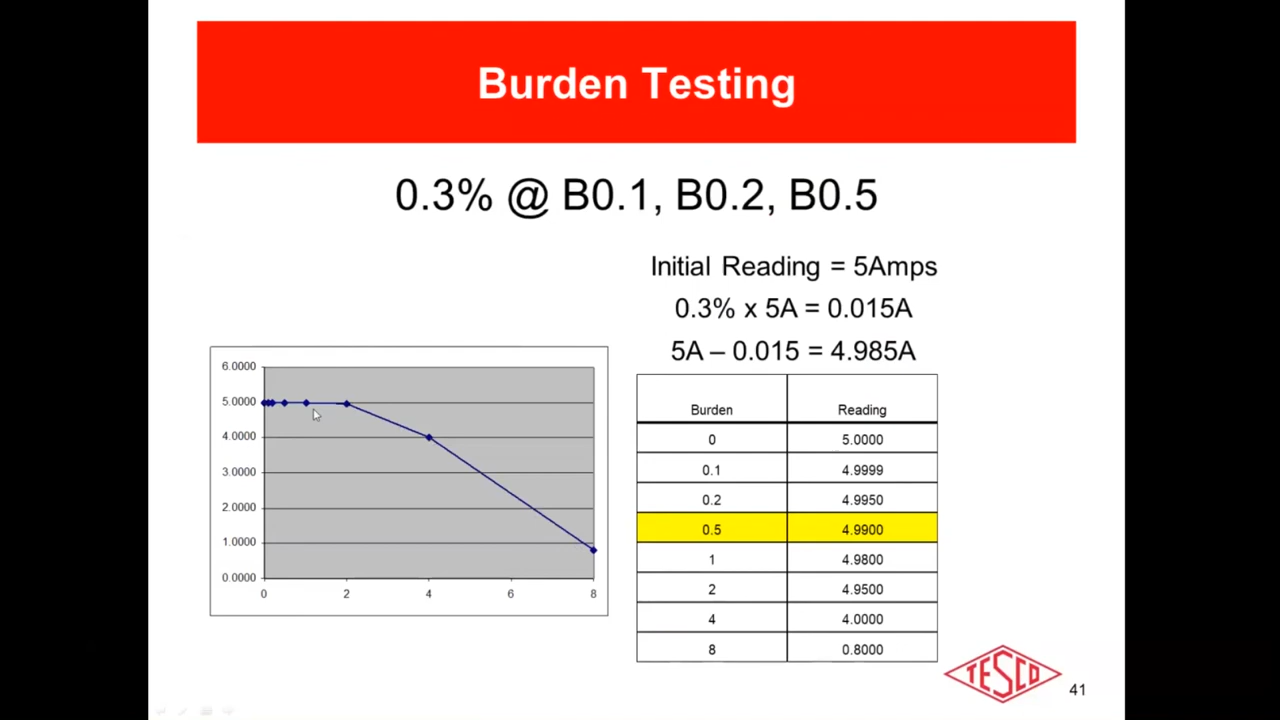 Burden Testing
0.3% @ B0.1, B0.2, B0.5
Initial Reading = 5Amps
0.3% x 5A = 0.015A
5A – 0.015 = 4.985A
6.0000
5.0000
4.0000
3.0000
2.0000
1.0000
0.0000
0 2 4 6 8
Burden Reading
0 5.0000
0.1 4.9999
0.2 4.9950
0.5 4.9900
1 4.9800
2 4.9500
4 4.0000
8 0.8000
TESCO
41